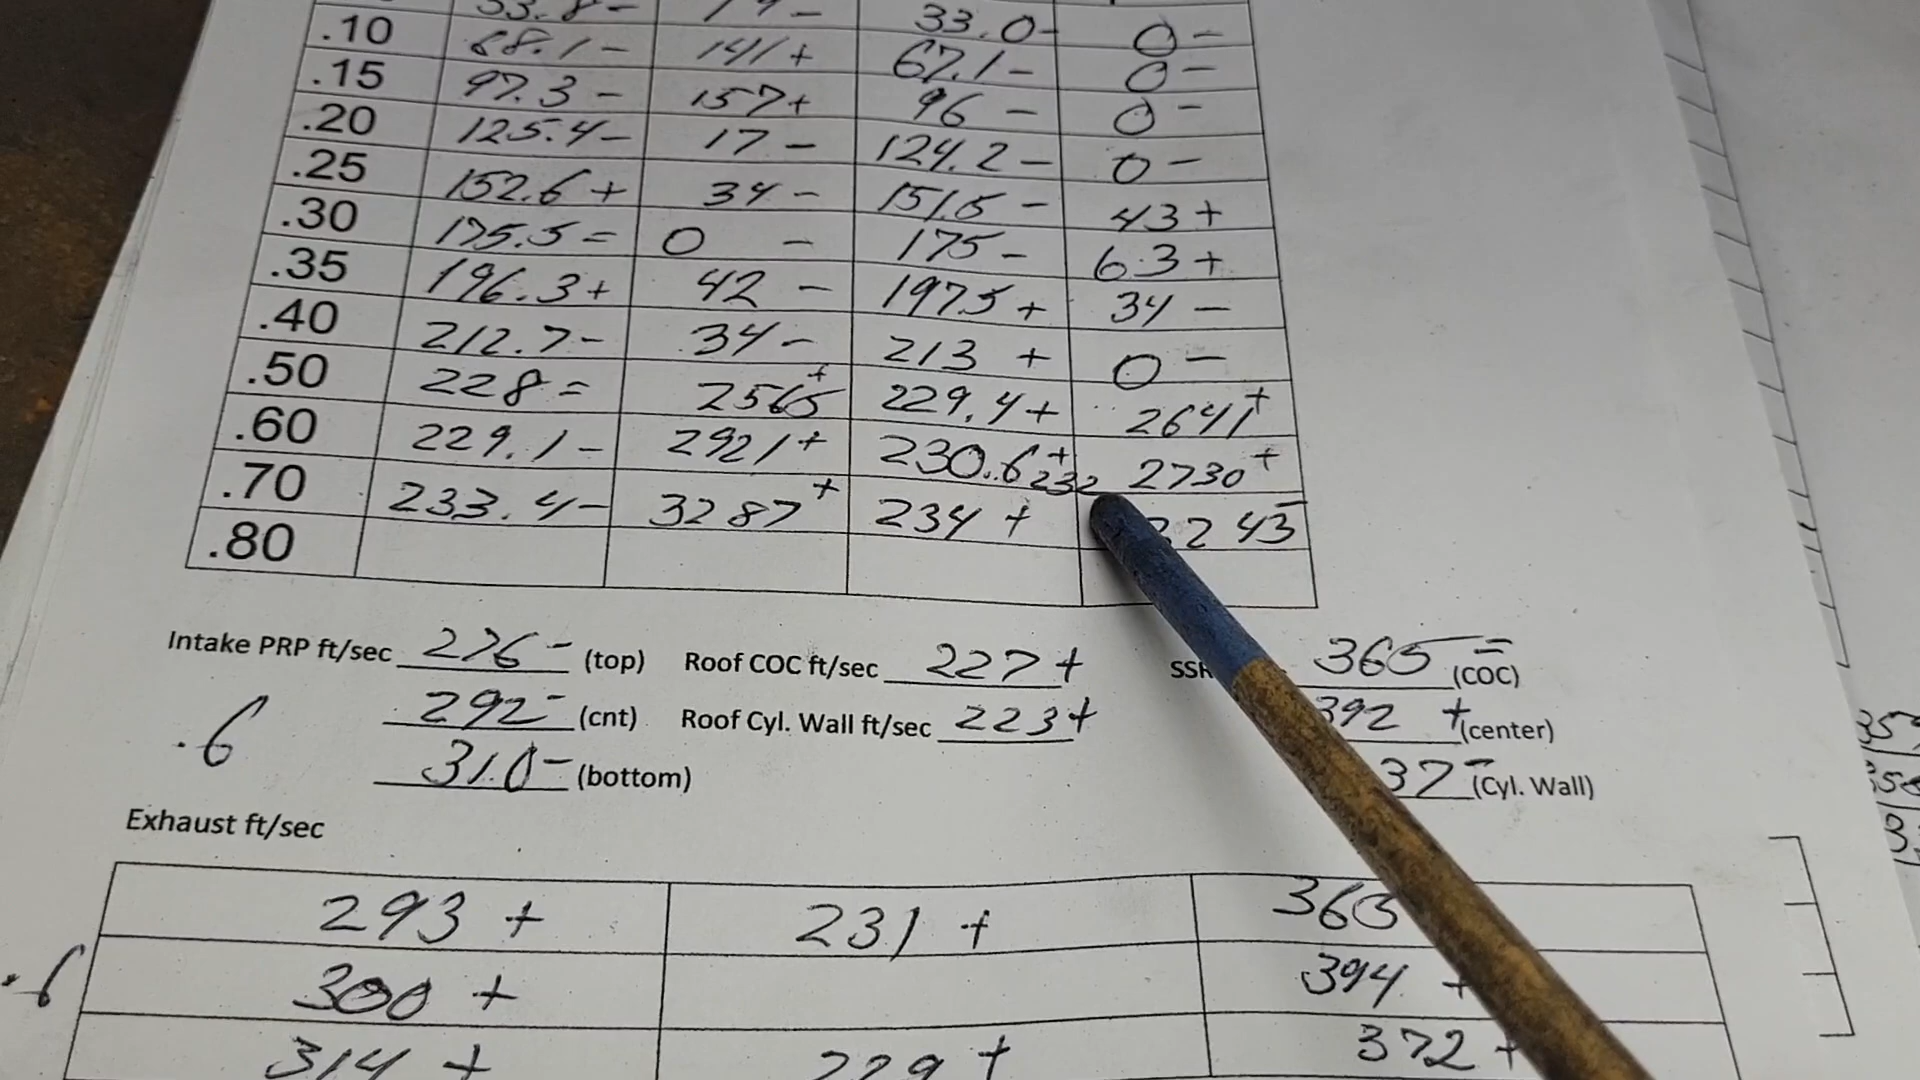 33.8- 33.0- 0-
.10 68.1- 141+ 67.1- 0-
.15 97.3- 157+ 96- 0-
.20 125.4- 17- 124.2- 0-
.25 152.6+ 34- 151.5- 43+
.30 175.5= 0- 175- 63+
.35 196.3+ 42- 197.5+ 34-
.40 212.7- 34- 213+ 0-
.50 228= 2565+ 229.4+ 2641+
.60 229.1- 2921+ 230.6+ 232 2730+
.70 233.4- 3287+ 234+
.80
Intake PRP ft/sec 276- (top) Roof COC ft/sec 227+ 365= (COC)
.6 292- (cnt) Roof Cyl. Wall ft/sec 223+ 392+ (center)
310- (bottom) (Cyl. Wall)
Exhaust ft/sec
293+ 231+ 365
.6 300+ 394+
314+ 229+ 372+